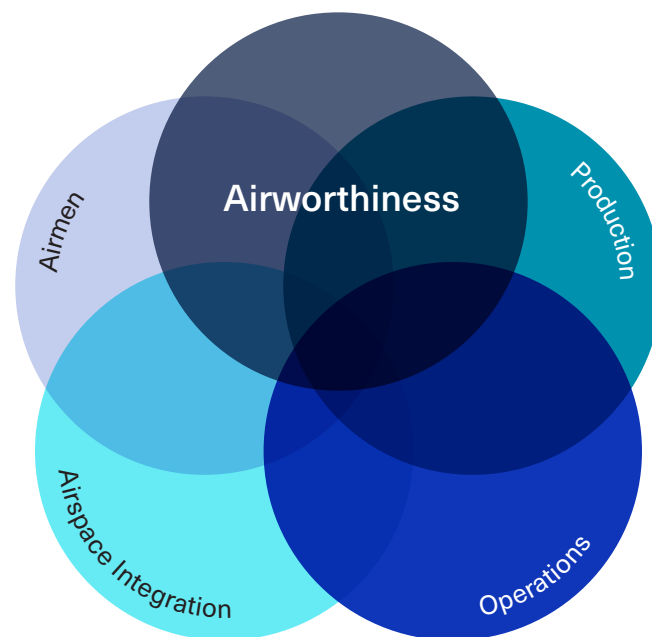 Airworthiness
Airmen
Production
Airspace Integration
Operations